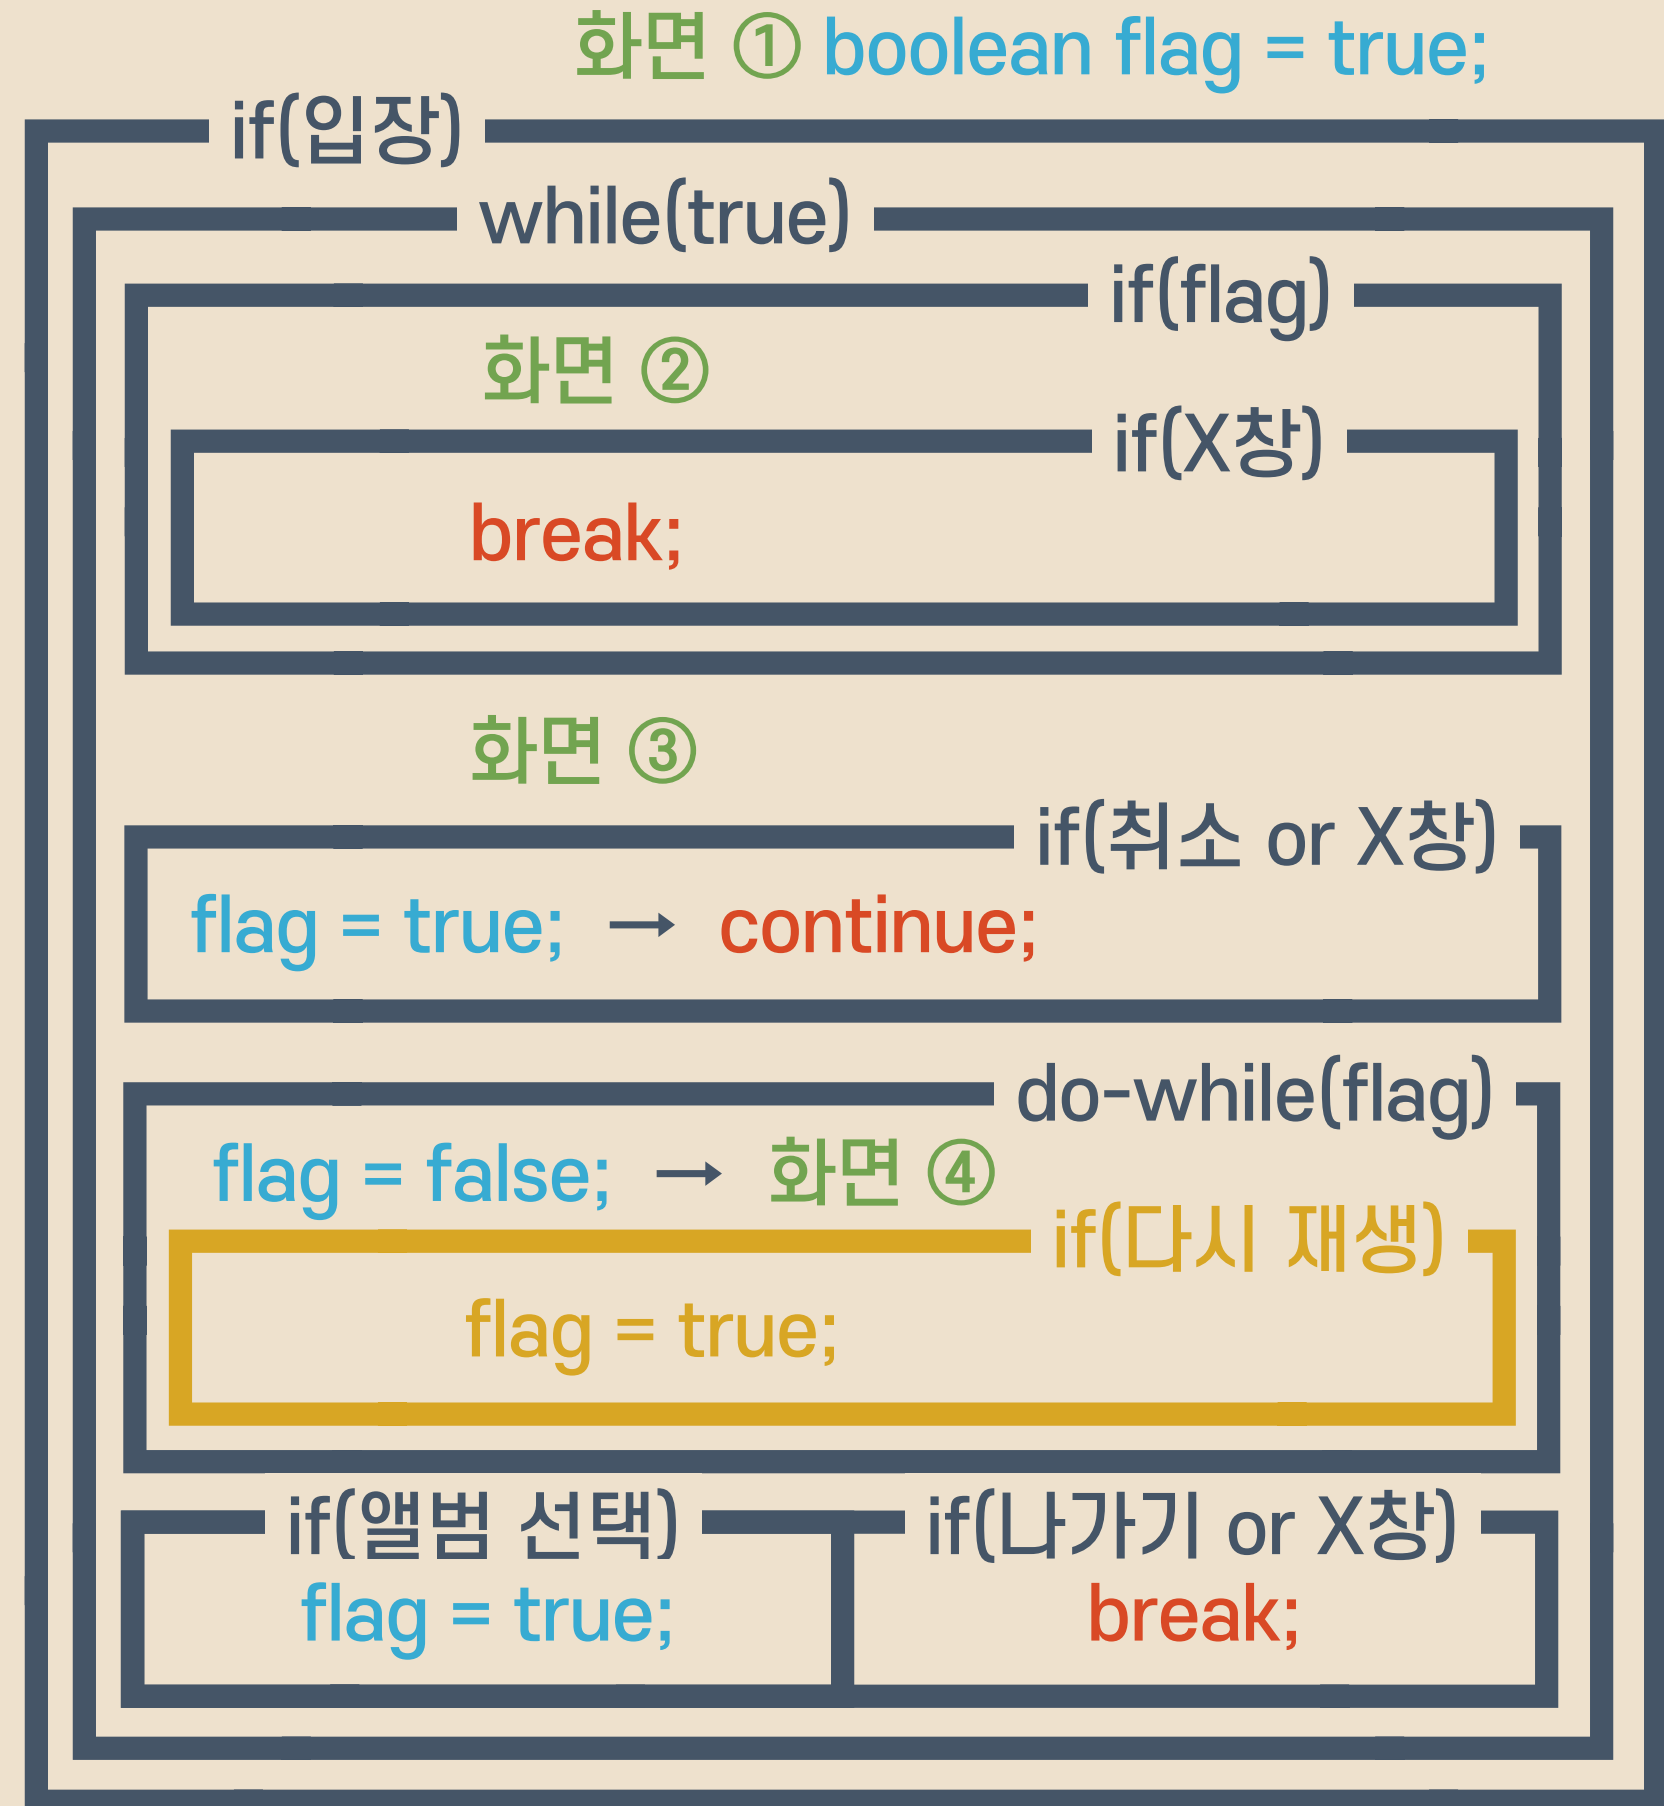 화면 ① boolean flag = true;
if(입장)
while(true)
if(flag)
화면 ②
if(X창)
break;
화면 ③
if(취소 or X창)
flag = true; → continue;
do-while(flag)
flag = false; → 화면 ④
if(다시 재생)
flag = true;
if(앨범 선택) if(나가기 or X창)
flag = true; break;